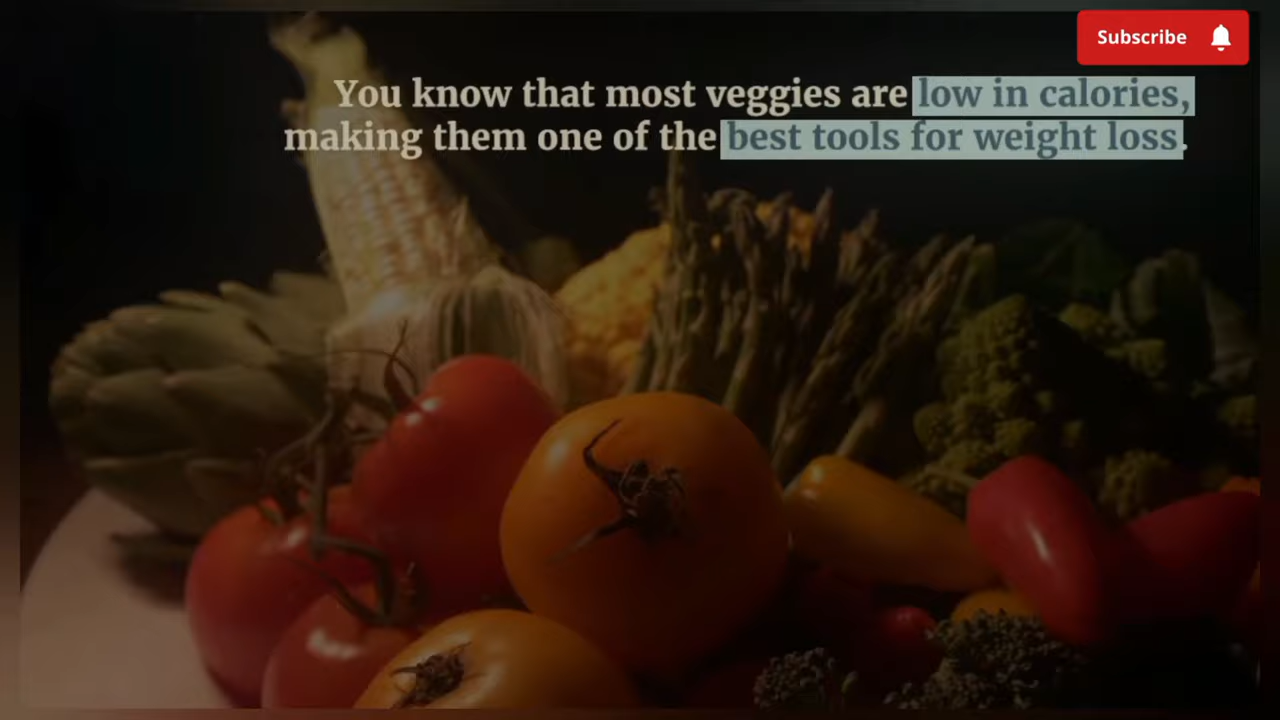 Subscribe
You know that most veggies are low in calories,
making them one of the best tools for weight loss.